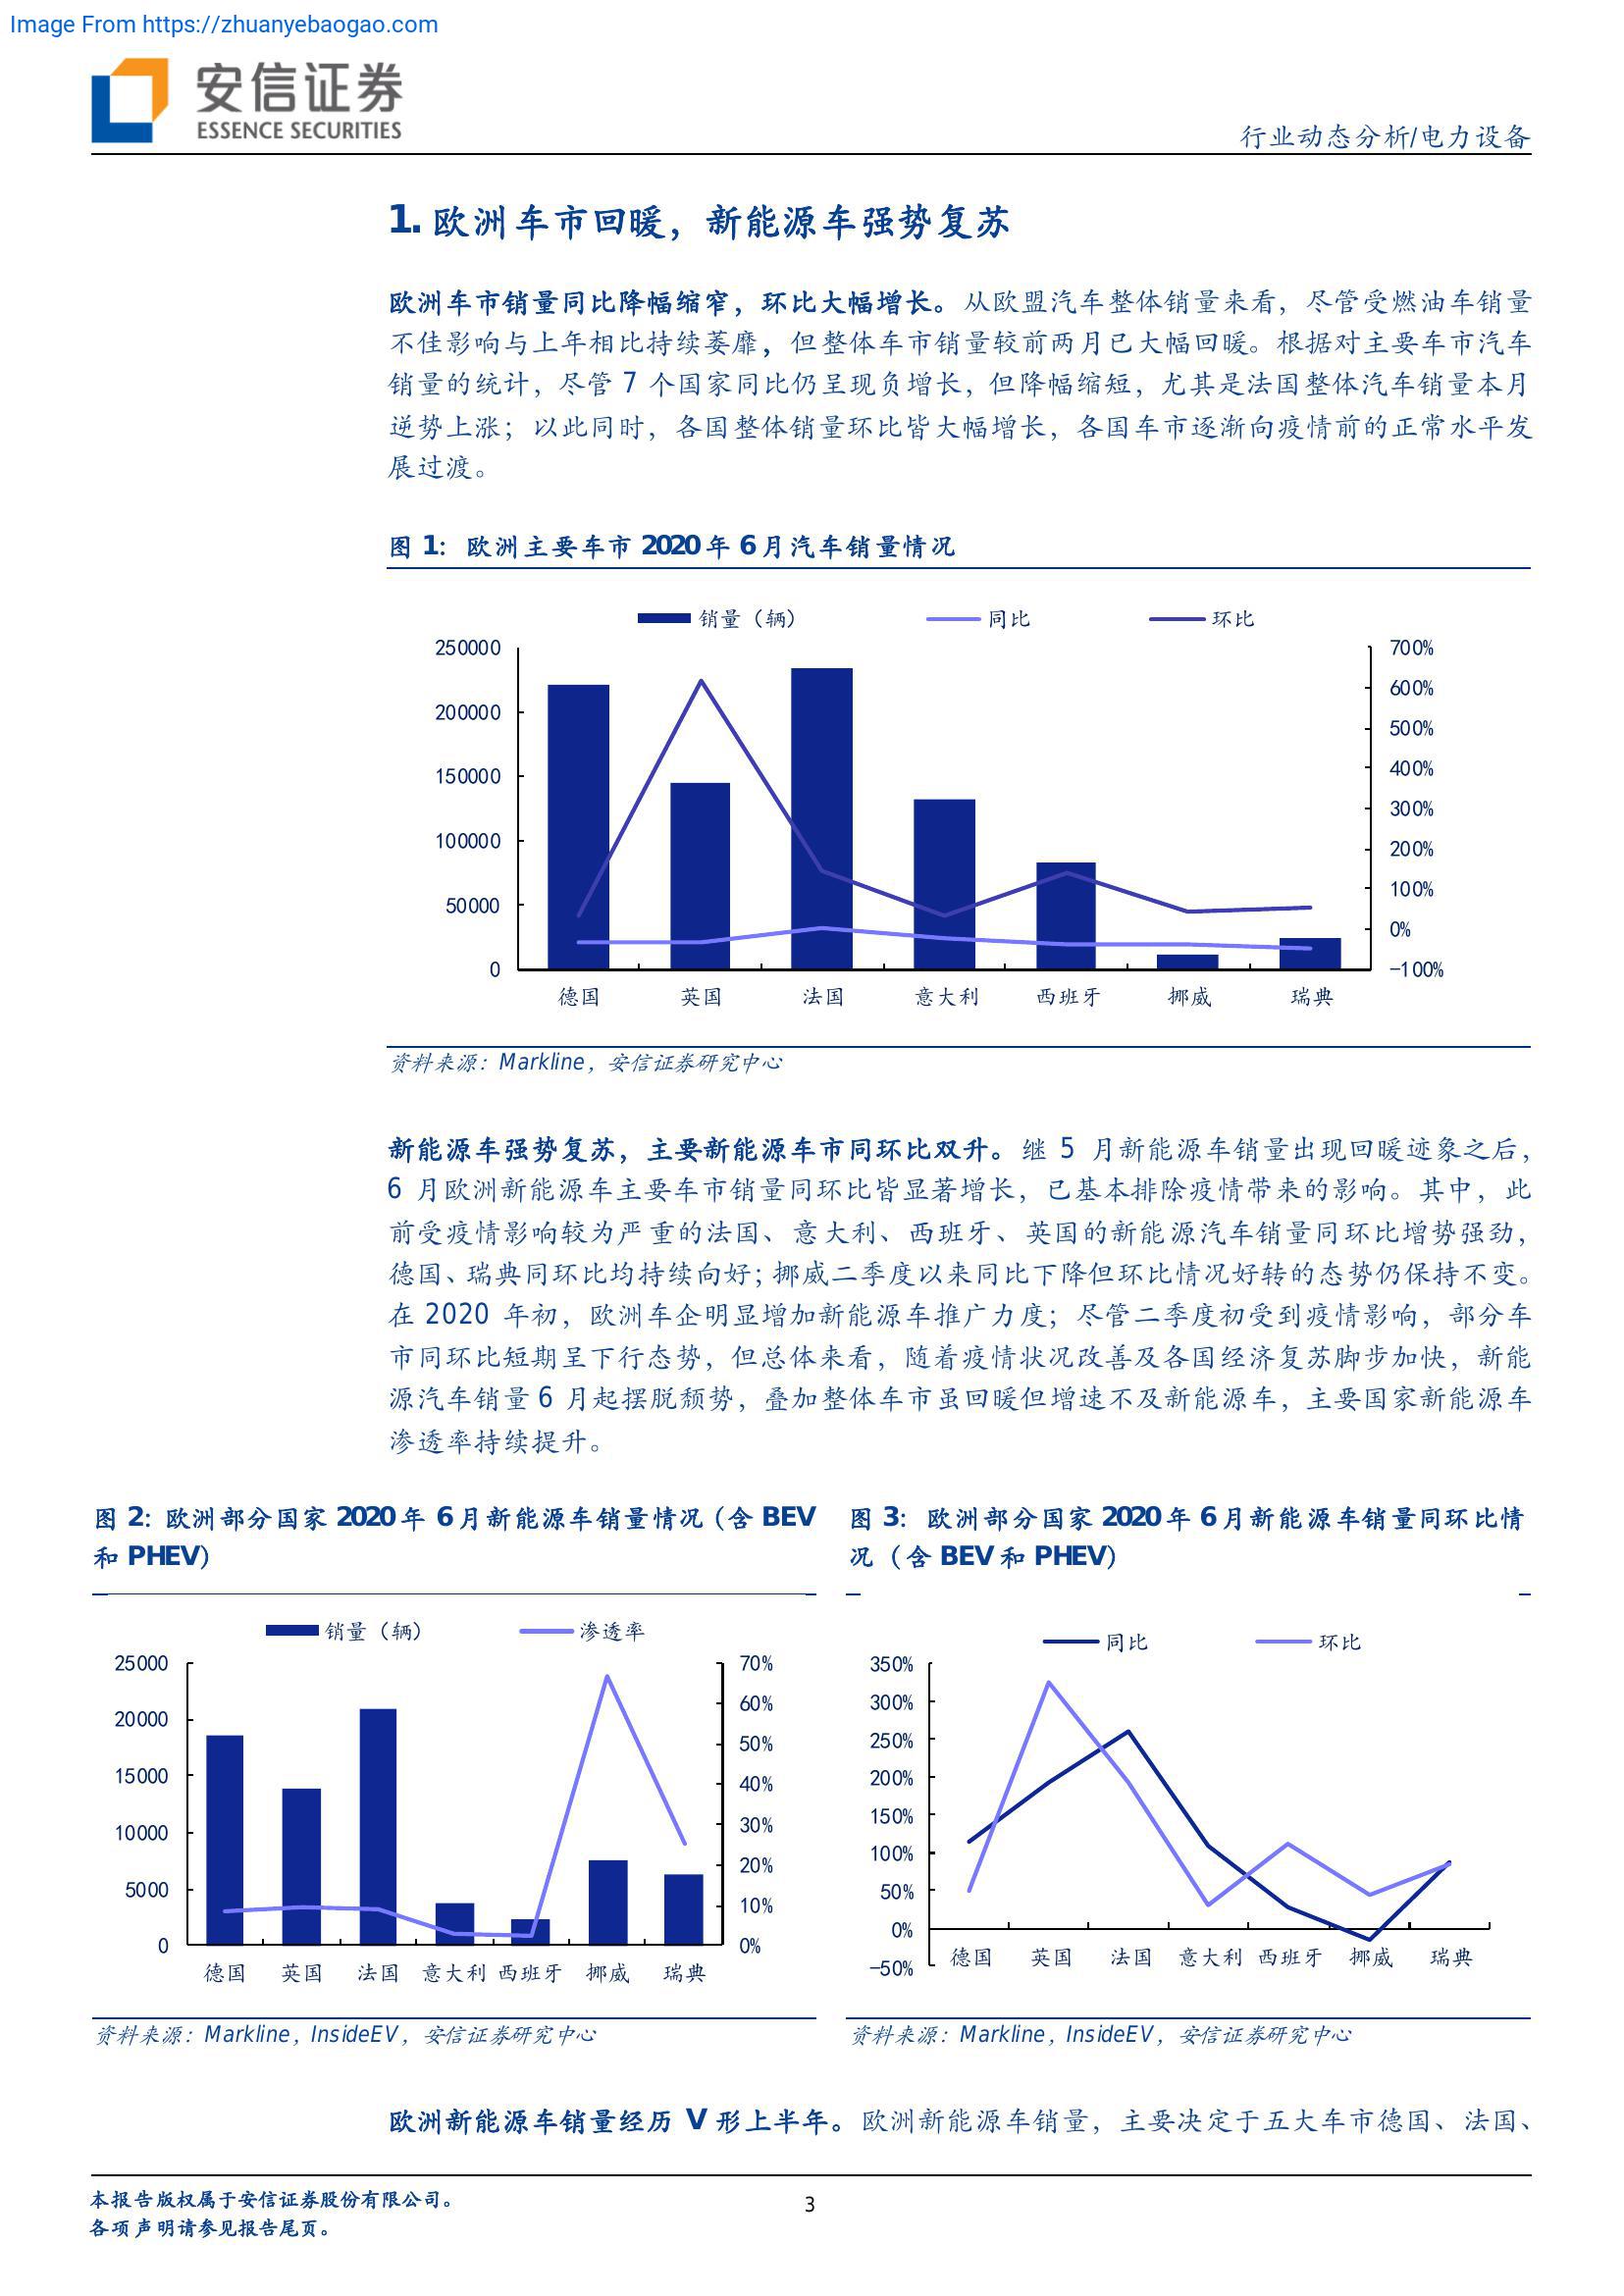 Image From https://zhuanyebaogao.com
安信证券
ESSENCE SECURITIES
行业动态分析/电力设备
1. 欧洲车市回暖，新能源车强势复苏
欧洲车市销量同比降幅缩窄，环比大幅增长。从欧盟汽车整体销量来看，尽管受燃油车销量
不佳影响与上年相比持续萎靡，但整体车市销量较前两月已大幅回暖。根据对主要车市汽车
销量的统计，尽管 7 个国家同比仍呈现负增长，但降幅缩短，尤其是法国整体汽车销量本月
逆势上涨；以此同时，各国整体销量环比皆大幅增长，各国车市逐渐向疫情前的正常水平发
展过渡。
图 1：欧洲主要车市 2020 年 6 月汽车销量情况
销量（辆） 同比 环比
250000
200000
150000
100000
50000
0
700%
600%
500%
400%
300%
200%
100%
0%
-100%
德国 英国 法国 意大利 西班牙 挪威 瑞典
资料来源：Markline，安信证券研究中心
新能源车强势复苏，主要新能源车市同环比双升。继 5 月新能源车销量出现回暖迹象之后，
6 月欧洲新能源车主要车市销量同环比皆显著增长，已基本排除疫情带来的影响。其中，此
前受疫情影响较为严重的法国、意大利、西班牙、英国的新能源汽车销量同环比增势强劲，
德国、瑞典同环比均持续向好；挪威二季度以来同比下降但环比情况好转的态势仍保持不变。
在 2020 年初，欧洲车企明显增加新能源车推广力度；尽管二季度初受到疫情影响，部分车
市同环比短期呈下行态势，但总体来看，随着疫情状况改善及各国经济复苏脚步加快，新能
源汽车销量 6 月起摆脱颓势，叠加整体车市虽回暖但增速不及新能源车，主要国家新能源车
渗透率持续提升。
图 2：欧洲部分国家 2020 年 6 月新能源车销量情况（含 BEV
和 PHEV）
销量（辆） 渗透率
25000
20000
15000
10000
5000
0
70%
60%
50%
40%
30%
20%
10%
0%
德国 英国 法国 意大利 西班牙 挪威 瑞典
资料来源：Markline，InsideEV，安信证券研究中心
图 3：欧洲部分国家 2020 年 6 月新能源车销量同环比情
况（含 BEV 和 PHEV）
同比 环比
350%
300%
250%
200%
150%
100%
50%
0%
-50%
德国 英国 法国 意大利 西班牙 挪威 瑞典
资料来源：Markline，InsideEV，安信证券研究中心
欧洲新能源车销量经历 V 形上半年。欧洲新能源车销量，主要决定于五大车市德国、法国、
本报告版权属于安信证券股份有限公司。
各项声明请参见报告尾页。
3